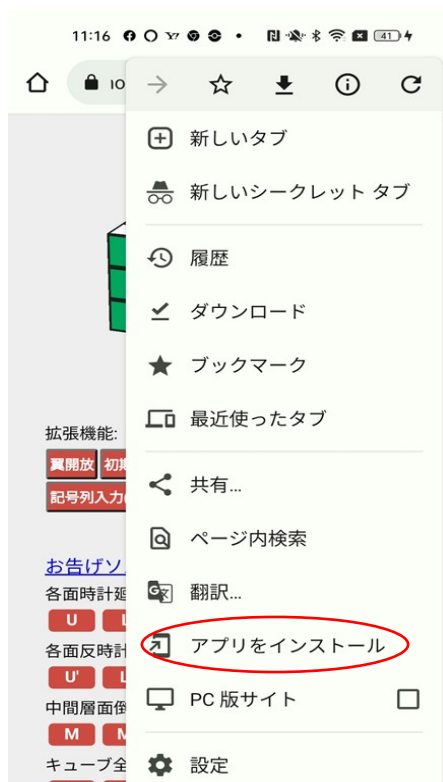 11:16
41
10
新しいタブ
新しいシークレット タブ
履歴
ダウンロード
ブックマーク
最近使ったタブ
拡張機能:
翼開放 初期
共有...
記号列入力(
ページ内検索
お告げソ
翻訳...
各面時計廻
U L
アプリをインストール
各面反時計
U' L
PC 版サイト
中間層面倒
M M
キューブ全
設定